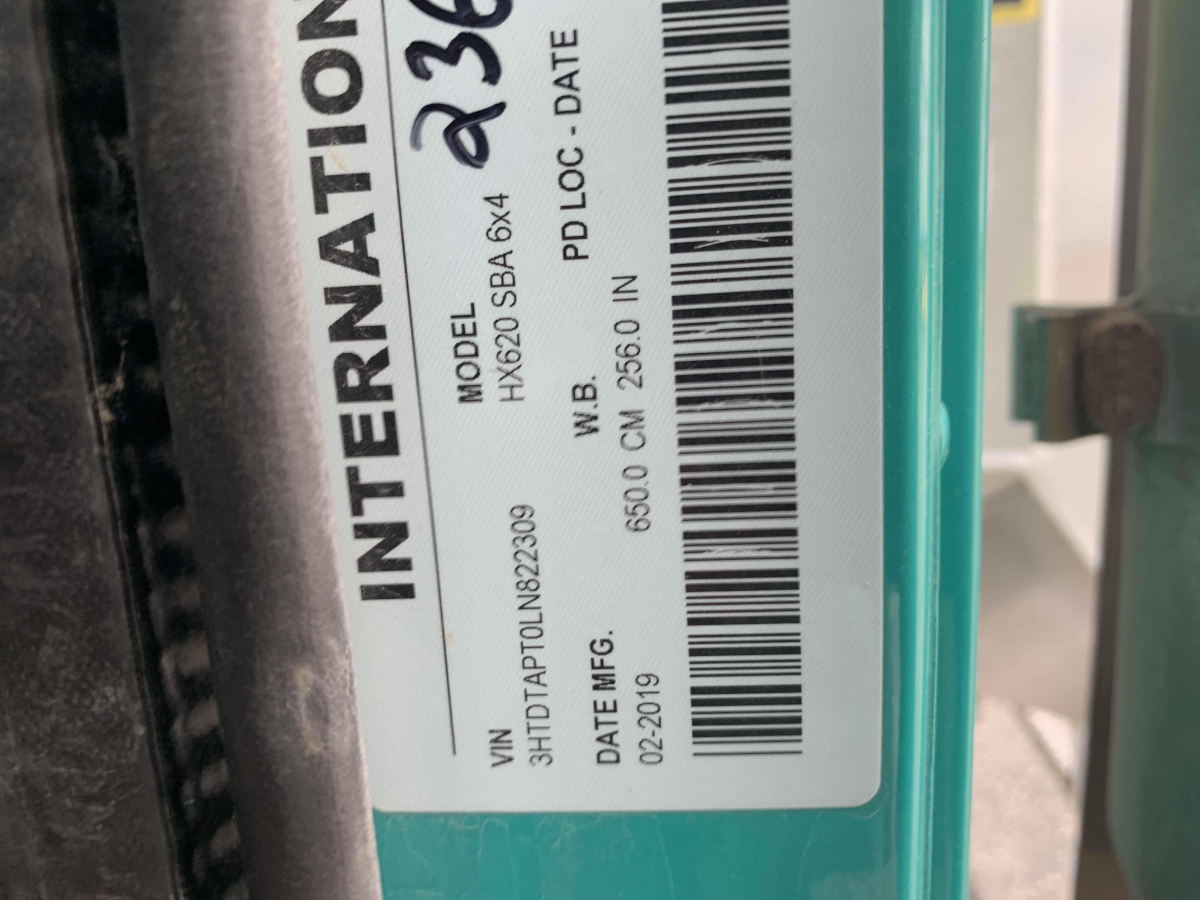 INTERNATION
236
VIN MODEL
3HTDTAPT0LN822309 HX620 SBA 6x4
DATE MFG. W.B. PD LOC - DATE
02-2019 650.0 CM 256.0 IN